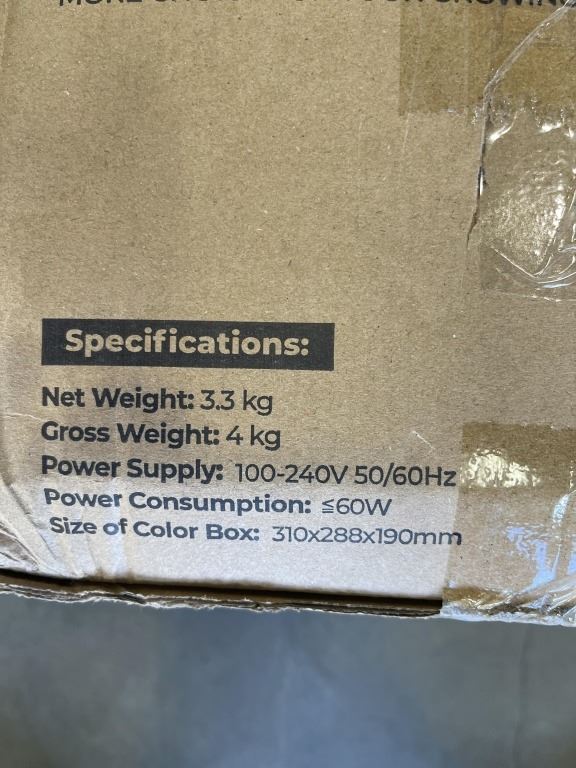 MORE
Specifications:
Net Weight: 3.3 kg
Gross Weight: 4 kg
Power Supply: 100-240V 50/60Hz
Power Consumption: ≦60W
Size of Color Box: 310x288x190mm